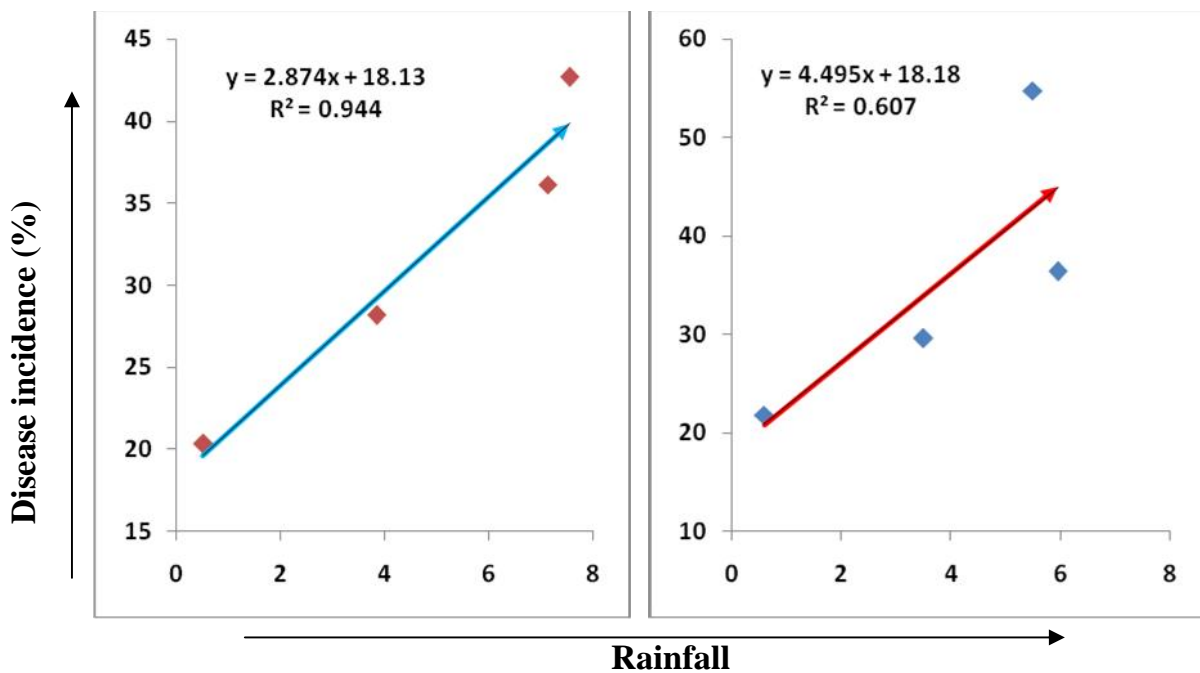 Disease incidence (%)
45
40
35
30
25
20
15
0 2 4 6 8
y = 2.874x + 18.13
R² = 0.944
60
50
40
30
20
10
0 2 4 6 8
y = 4.495x + 18.18
R² = 0.607
Rainfall